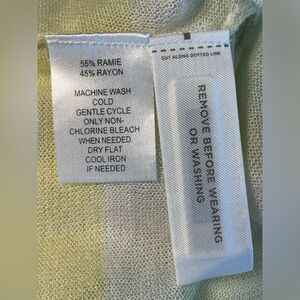 55% RAMIE
45% RAYON
MACHINE WASH
COLD
GENTLE CYCLE
ONLY NON-
CHLORINE BLEACH
WHEN NEEDED
DRY FLAT
COOL IRON
IF NEEDED
CUT ALONG DOTTED LINE
REMOVE BEFORE WEARING
OR WASHING